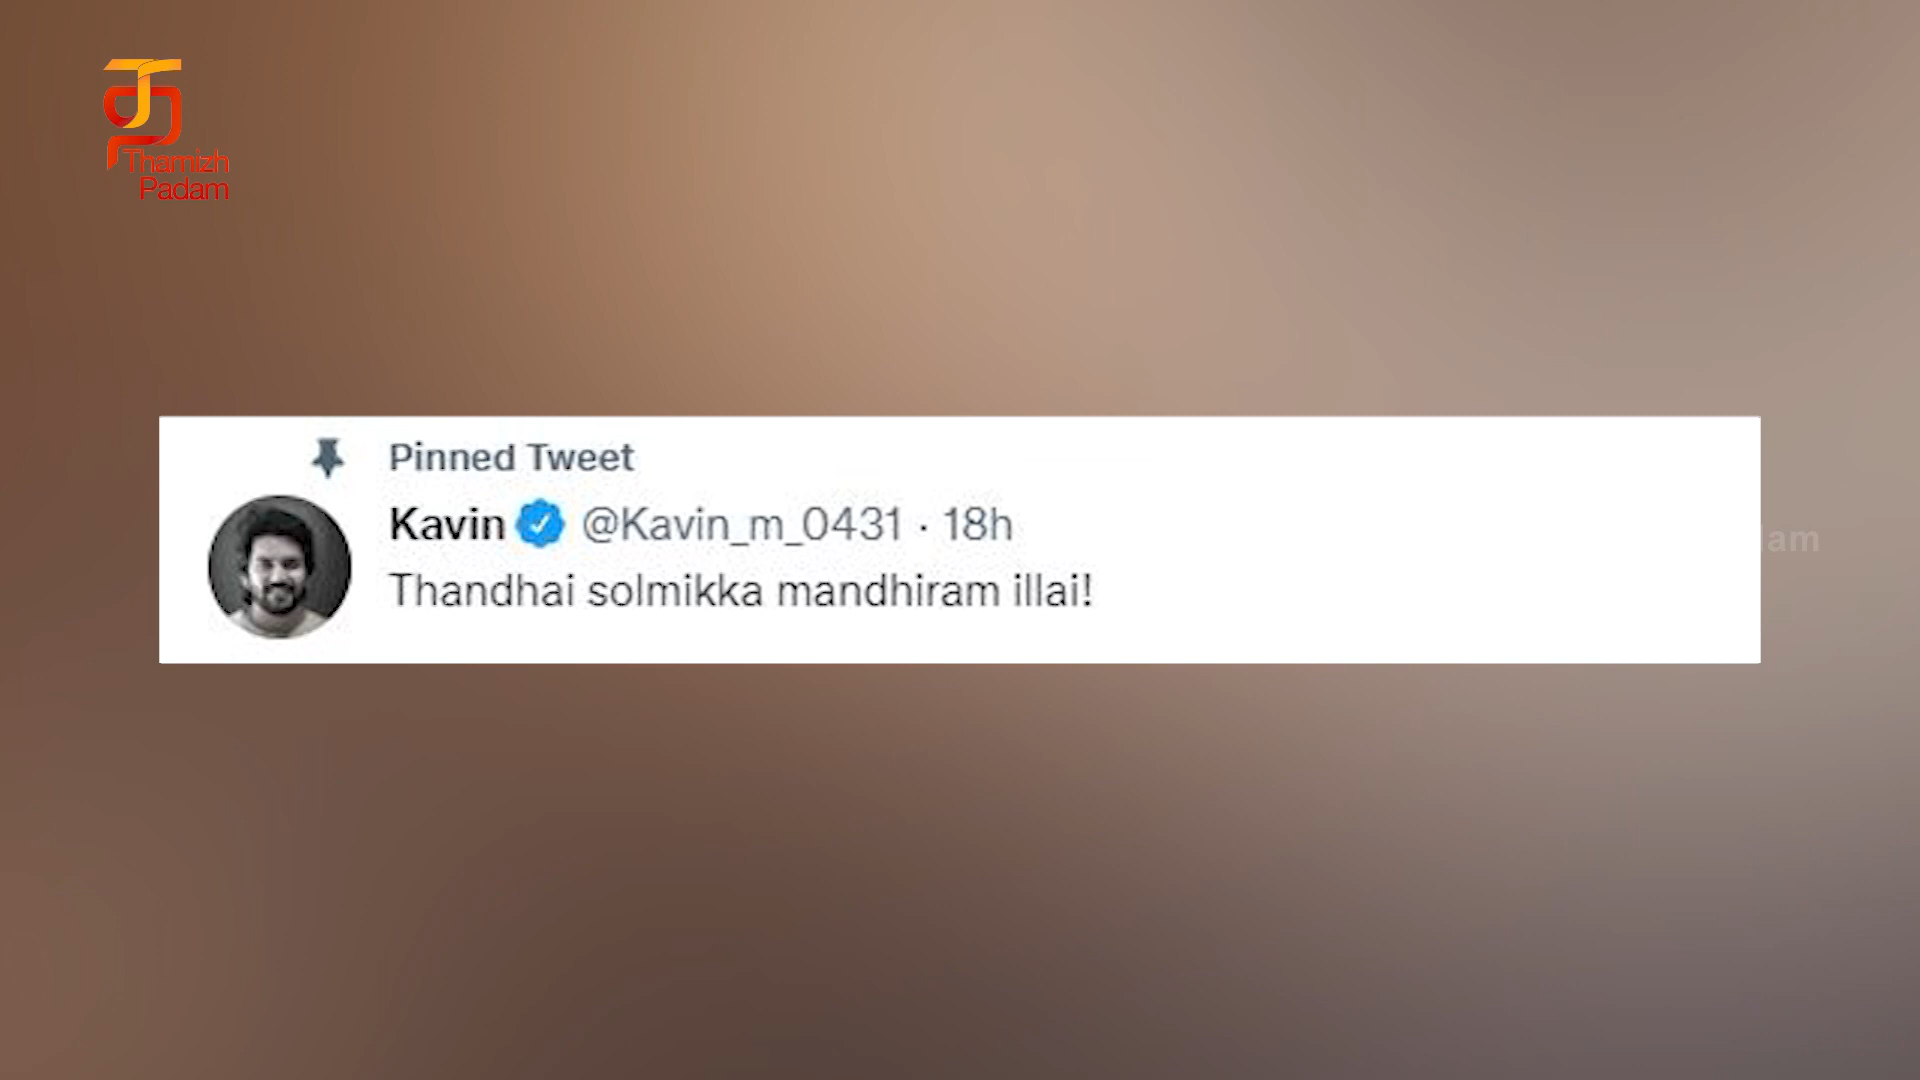 Thamizh
Padam
Pinned Tweet
Kavin @Kavin_m_0431 · 18h
Thandhai solmikka mandhiram illai!